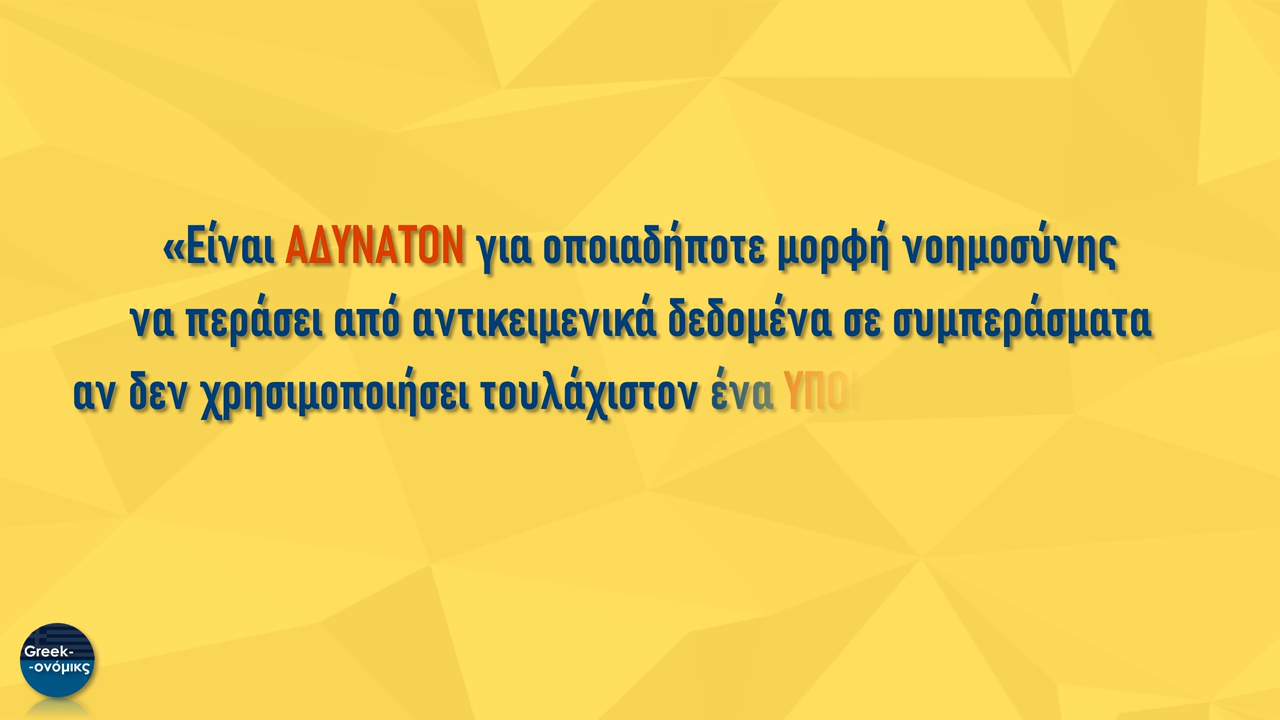 «Είναι ΑΔΥΝΑΤΟΝ για οποιαδήποτε μορφή νοημοσύνης
να περάσει από αντικειμενικά δεδομένα σε συμπεράσματα
αν δεν χρησιμοποιήσει τουλάχιστον ένα
Greek-
-ονόμικς